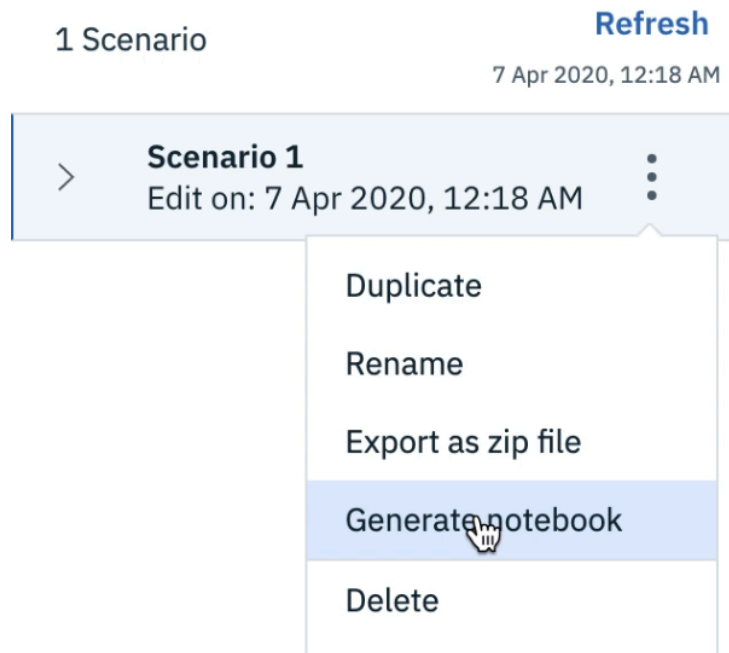 1 Scenario
Refresh
7 Apr 2020, 12:18 AM
Scenario 1
Edit on: 7 Apr 2020, 12:18 AM
Duplicate
Rename
Export as zip file
Generate notebook
Delete